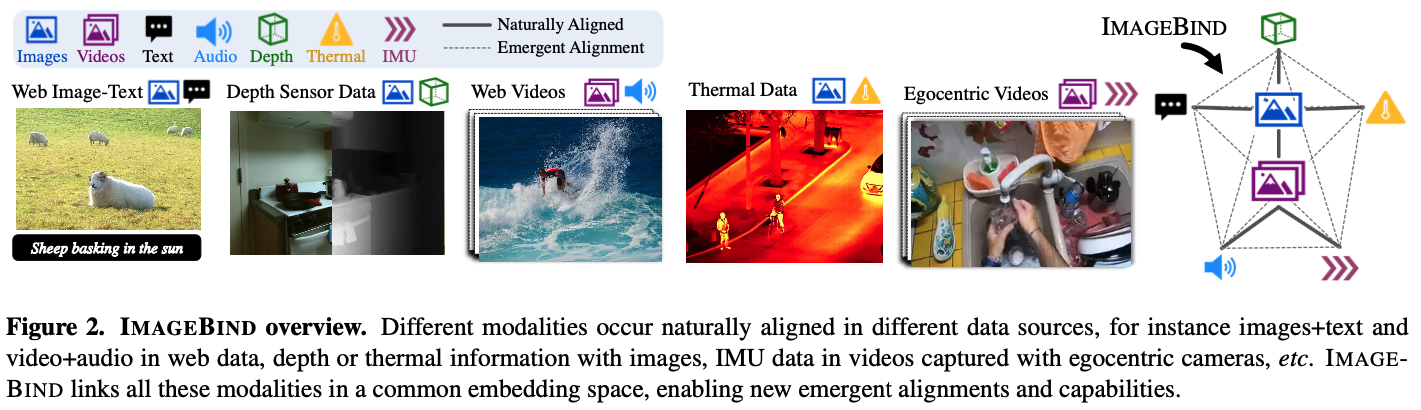 Images Videos Text Audio Depth Thermal IMU
Naturally Aligned
Emergent Alignment
IMAGEBIND
Web Image-Text
Depth Sensor Data
Web Videos
Thermal Data
Egocentric Videos
Sheep basking in the sun
Figure 2. IMAGEBIND overview. Different modalities occur naturally aligned in different data sources, for instance images+text and
video+audio in web data, depth or thermal information with images, IMU data in videos captured with egocentric cameras, etc. IMAGE-
BIND links all these modalities in a common embedding space, enabling new emergent alignments and capabilities.